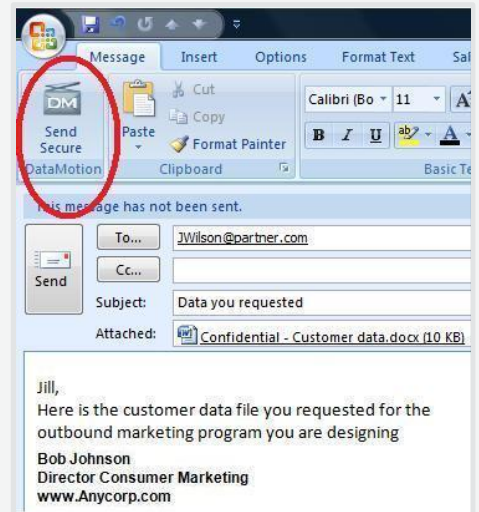 Message Insert Options Format Text Sal
DM
Send
Secure
Paste
Cut
Copy
Format Painter
Calibri (Bo 11 A
B I U ab A
DataMotion Clipboard Basic Te
This message has not been sent.
Send
To... JWilson@partner.com
Cc...
Subject: Data you requested
Attached: Confidential - Customer data.docx (10 KB)
Jill,
Here is the customer data file you requested for the
outbound marketing program you are designing
Bob Johnson
Director Consumer Marketing
www.Anycorp.com